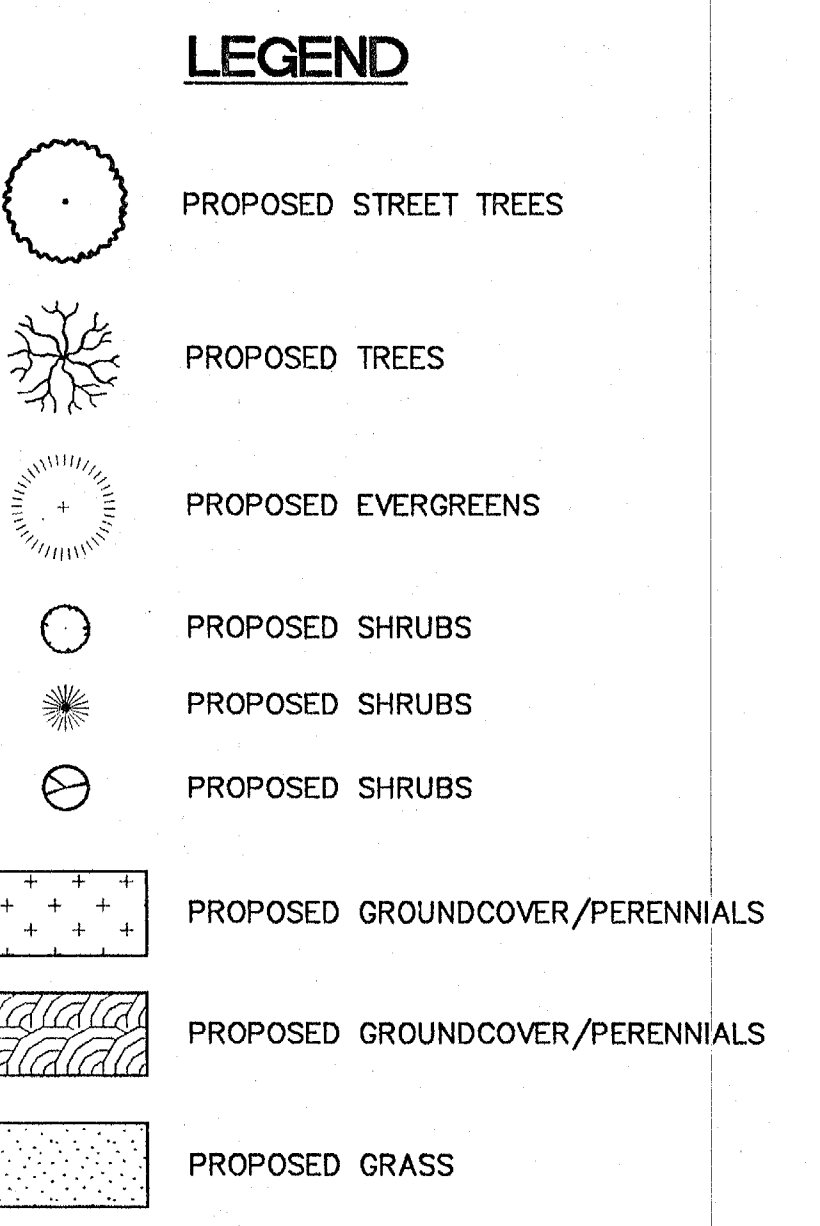 LEGEND
PROPOSED STREET TREES
PROPOSED TREES
PROPOSED EVERGREENS
PROPOSED SHRUBS
PROPOSED SHRUBS
PROPOSED SHRUBS
PROPOSED GROUNDCOVER/PERENNIALS
PROPOSED GROUNDCOVER/PERENNIALS
PROPOSED GRASS